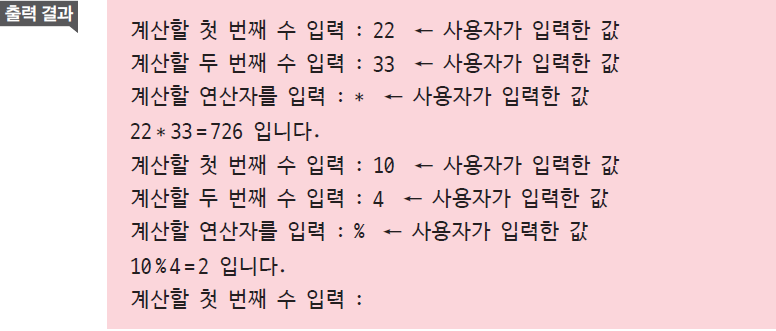 출력 결과
계산할 첫 번째 수 입력 : 22 ← 사용자가 입력한 값
계산할 두 번째 수 입력 : 33 ← 사용자가 입력한 값
계산할 연산자를 입력 : * ← 사용자가 입력한 값
22*33=726 입니다.
계산할 첫 번째 수 입력 : 10 ← 사용자가 입력한 값
계산할 두 번째 수 입력 : 4 ← 사용자가 입력한 값
계산할 연산자를 입력 : % ← 사용자가 입력한 값
10%4=2 입니다.
계산할 첫 번째 수 입력 :